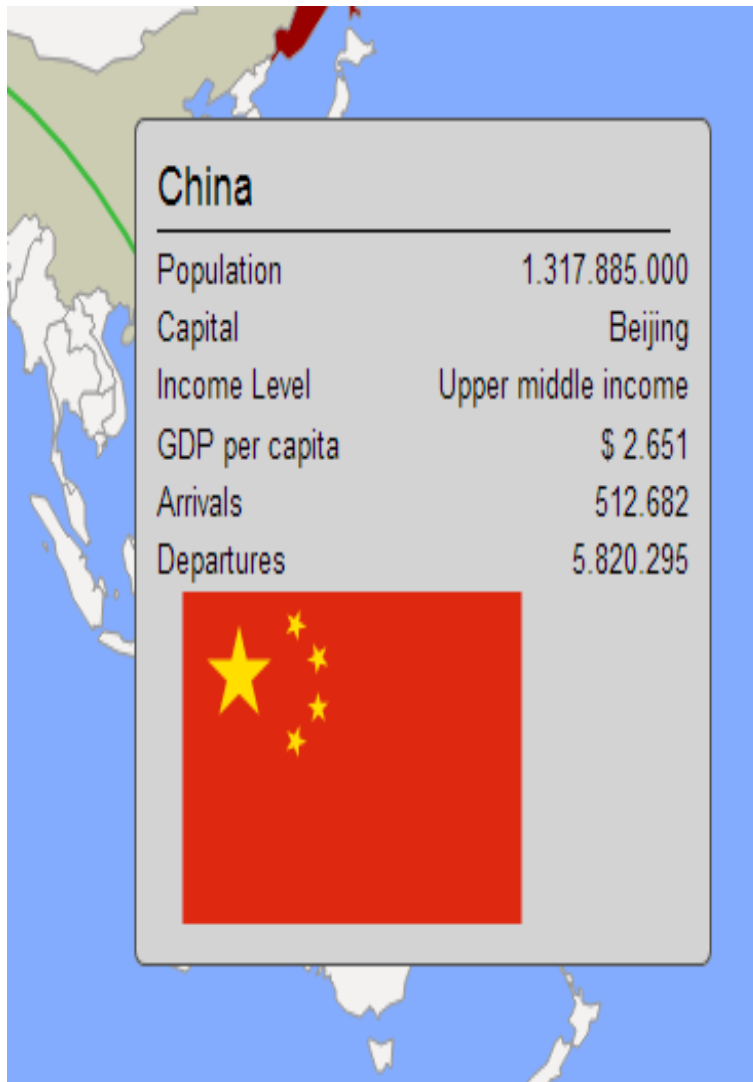 China
Population 1.317.885.000
Capital Beijing
Income Level Upper middle income
GDP per capita $ 2.651
Arrivals 512.682
Departures 5.820.295